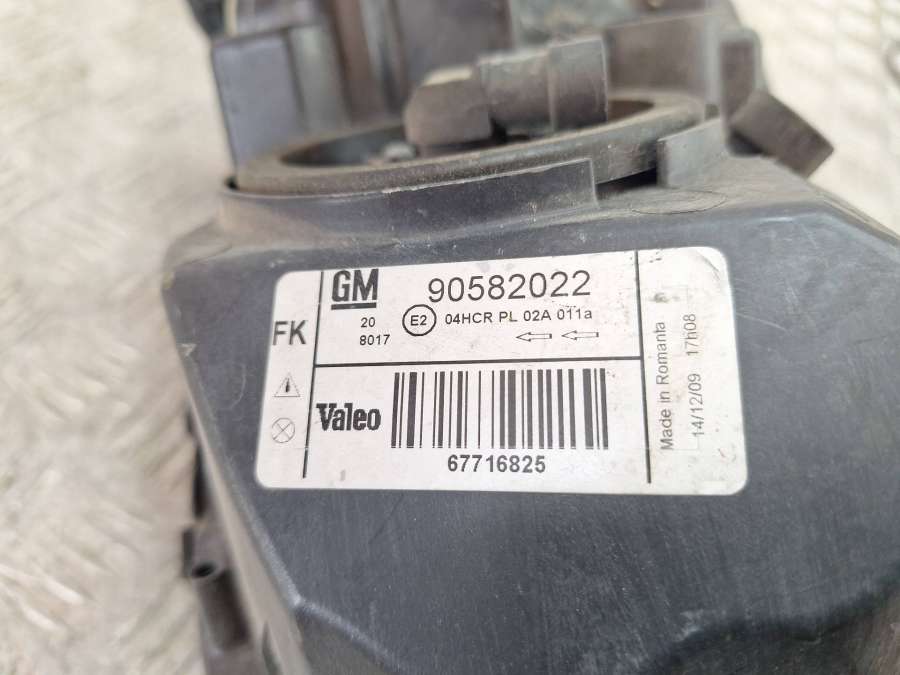 GM 90582022
FK
20
8017
E2 04HCR PL 02A 011a
Valeo
67716825
Made in Romania
14/12/09 17h08